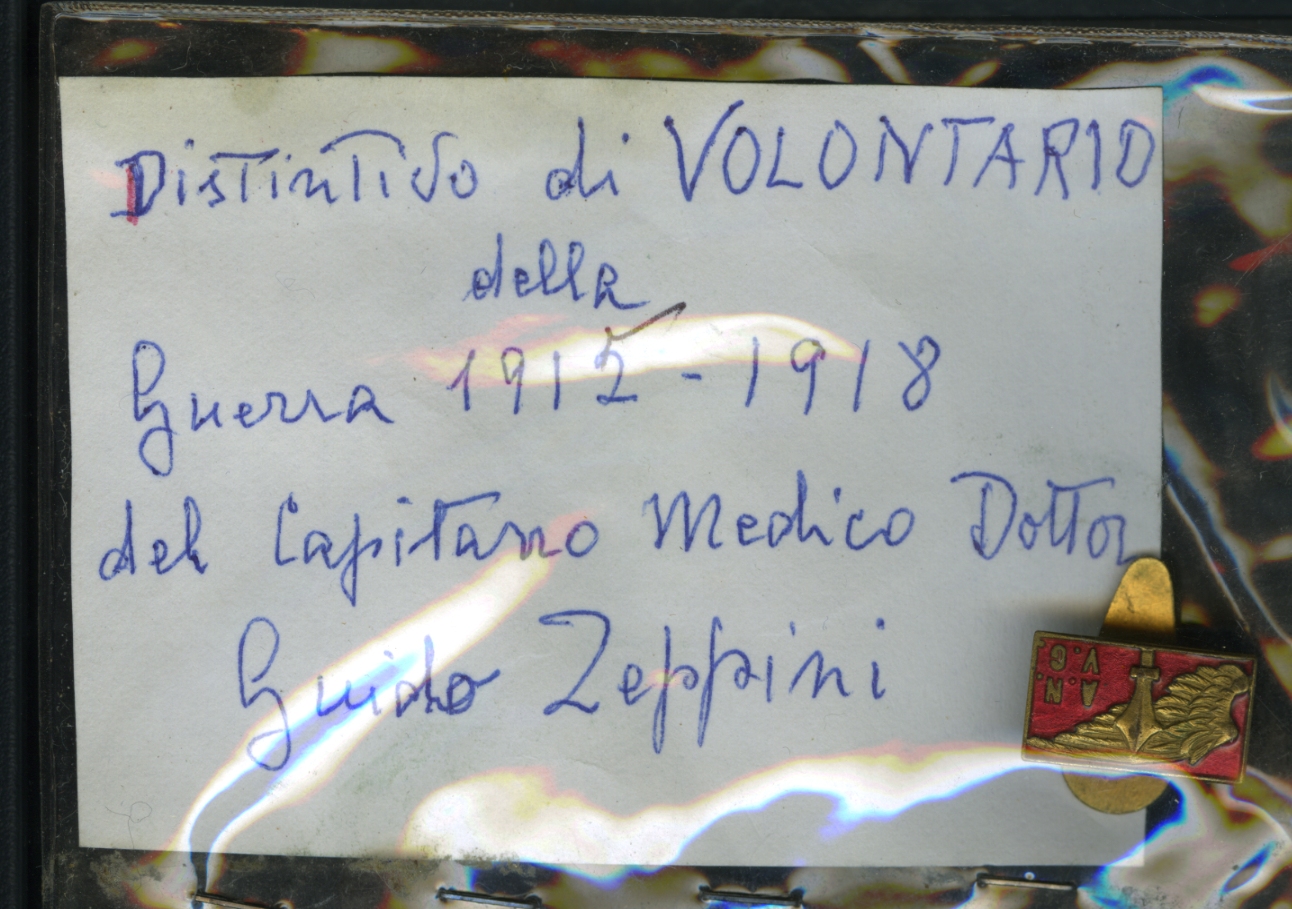 Distintivo di VOLONTARIO
della
Guerra 1915-1918
del Capitano Medico Dottor
Guido Zeppini
A.N.
V.G.